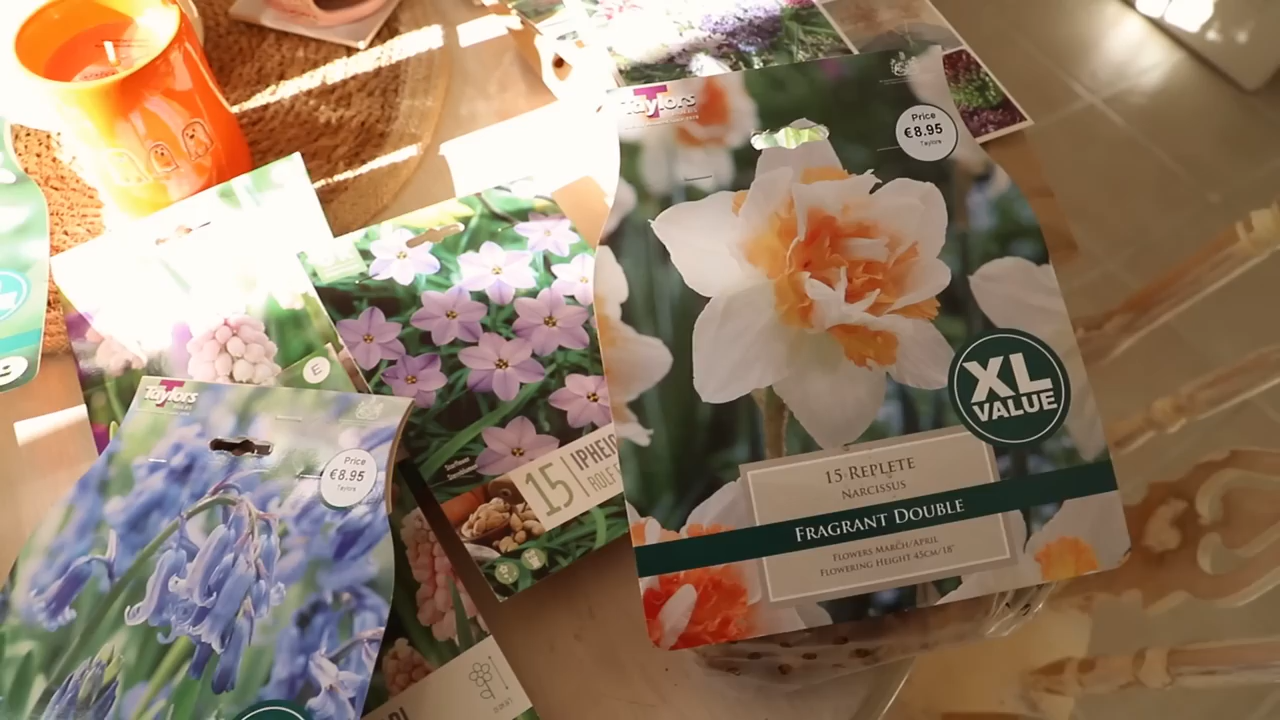 Taylors
Price
€8.95
Taylors
XL
VALUE
15 REPLETE
NARCISSUS
FRAGRANT DOUBLE
FLOWERS MARCH/APRIL
FLOWERING HEIGHT 45CM/18"
15 IPHEIO
ROLF
E
Taylors
Price
€8.95
Taylors
9